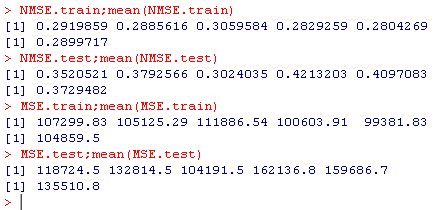 > NMSE.train;mean(NMSE.train)
[1] 0.2919859 0.2885616 0.3059584 0.2829259 0.2804269
[1] 0.2899717
> NMSE.test;mean(NMSE.test)
[1] 0.3520521 0.3792566 0.3024035 0.4213203 0.4097083
[1] 0.3729482
> MSE.train;mean(MSE.train)
[1] 107299.83 105125.29 111886.54 100603.91  99381.83
[1] 104859.5
> MSE.test;mean(MSE.test)
[1] 118724.5 132814.5 104191.5 162136.8 159686.7
[1] 135510.8
>